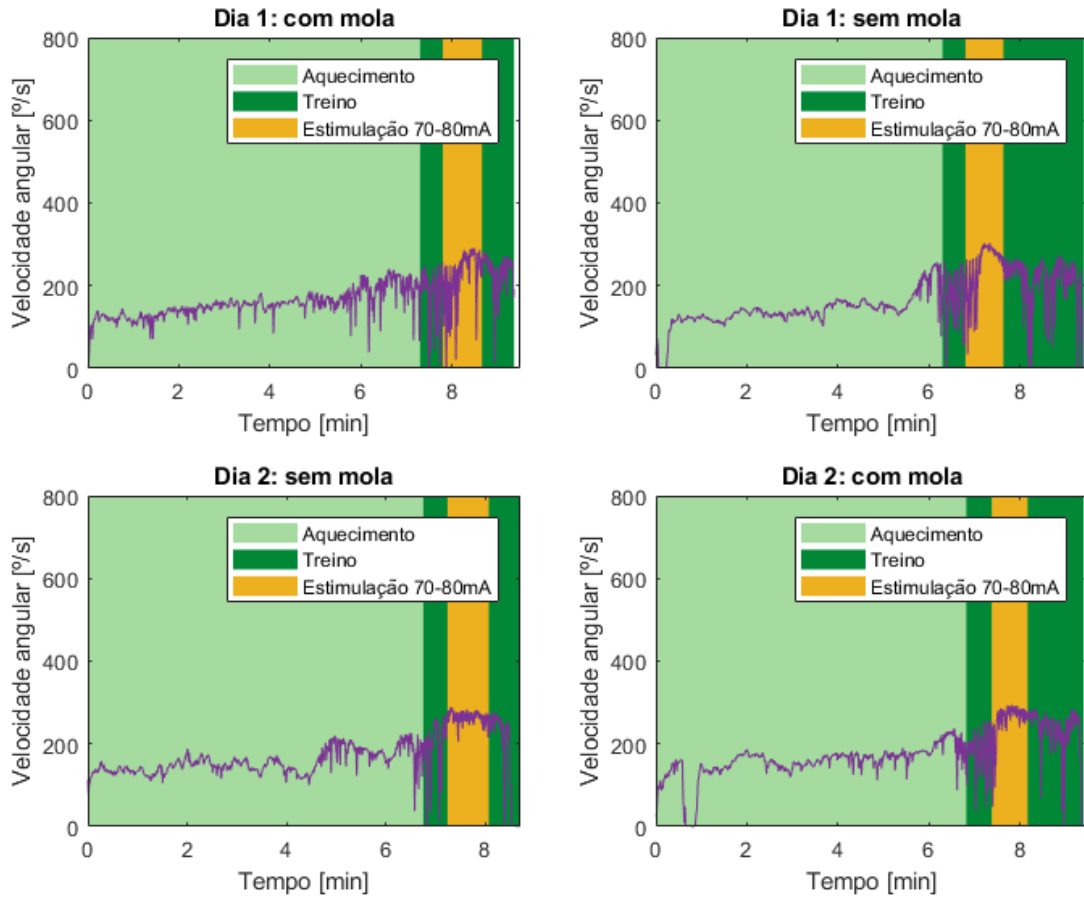 Dia 1: com mola
800
600
400
200
0
Velocidade angular [º/s]
Aquecimento
Treino
Estimulação 70-80mA
0 2 4 6 8
Tempo [min]
Dia 1: sem mola
800
600
400
200
0
Velocidade angular [º/s]
Aquecimento
Treino
Estimulação 70-80mA
0 2 4 6 8
Tempo [min]
Dia 2: sem mola
800
600
400
200
0
Velocidade angular [º/s]
Aquecimento
Treino
Estimulação 70-80mA
0 2 4 6 8
Tempo [min]
Dia 2: com mola
800
600
400
200
0
Velocidade angular [º/s]
Aquecimento
Treino
Estimulação 70-80mA
0 2 4 6 8
Tempo [min]